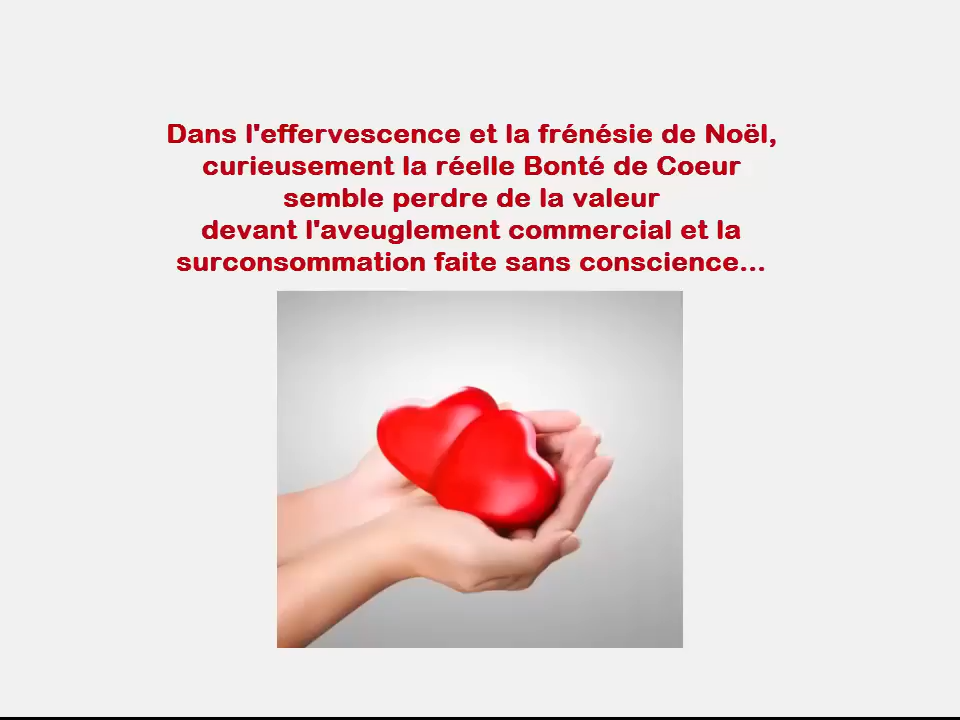 Dans l'effervescence et la frénésie de Noël,
curieusement la réelle Bonté de Coeur
semble perdre de la valeur
devant l'aveuglement commercial et la
surconsommation faite sans conscience...